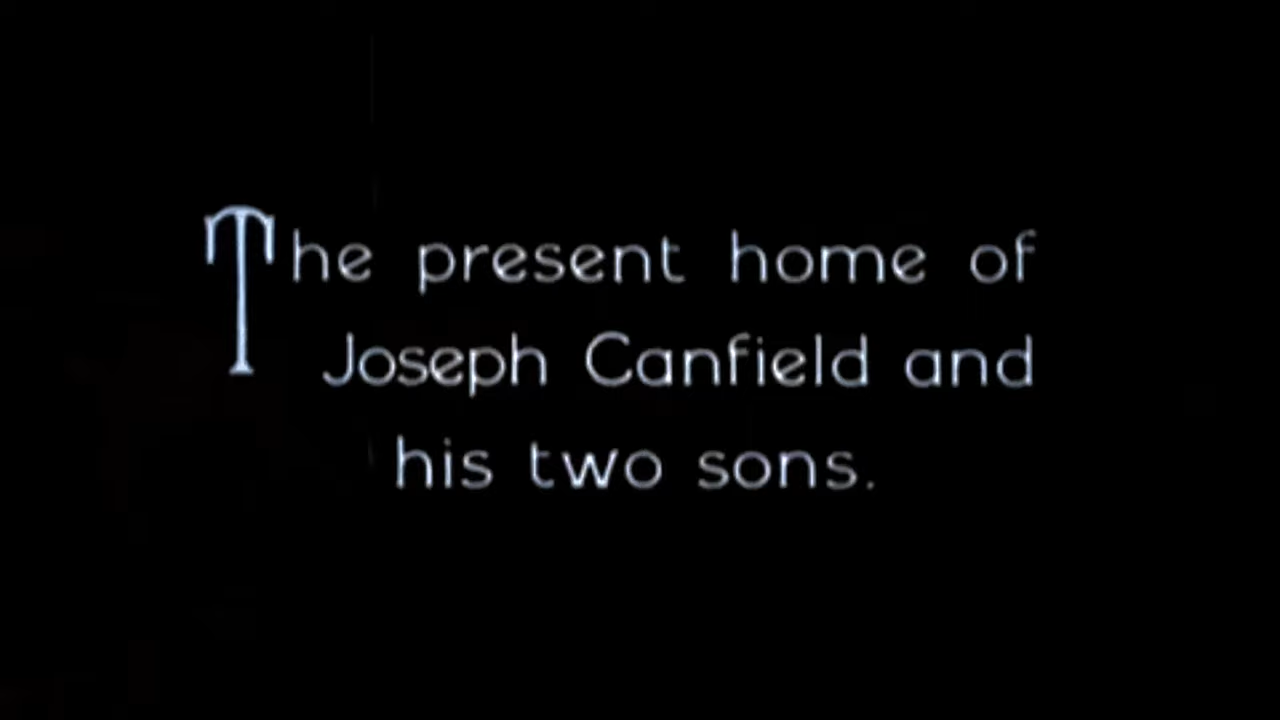 The present home of
Joseph Canfield and
his two sons.